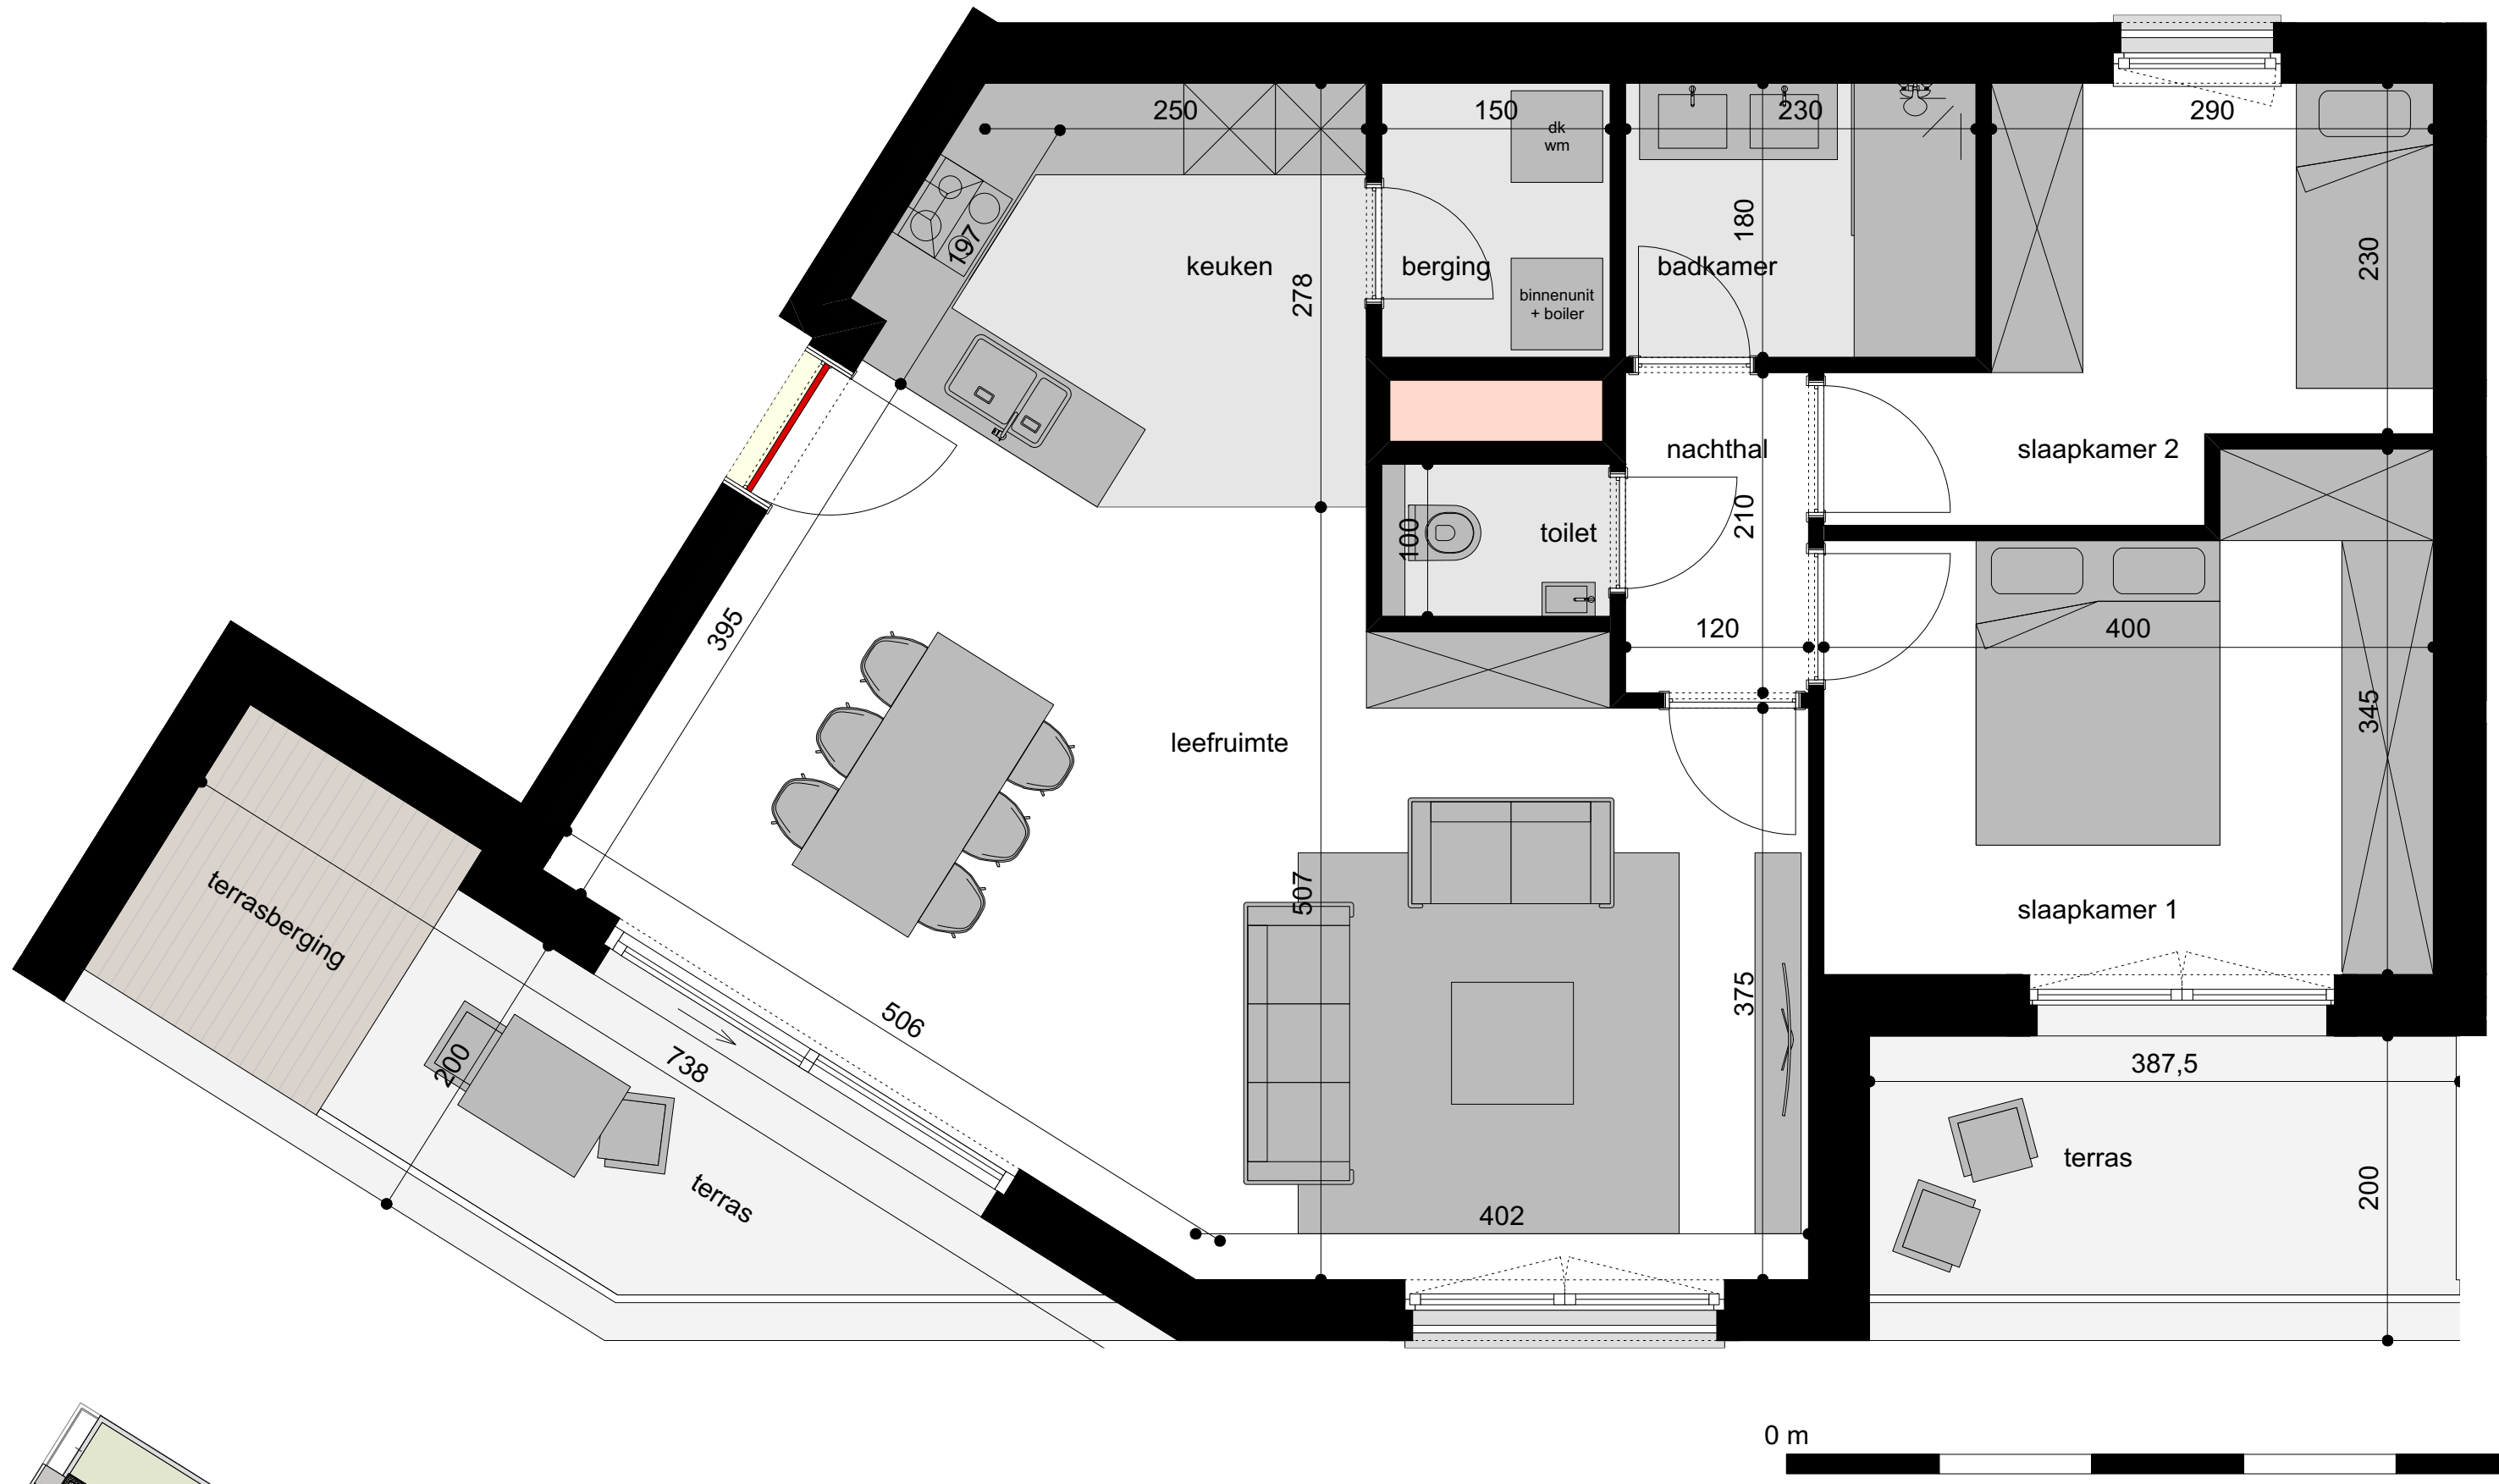 250
150
230
290
dk
wm
180
197
keuken
berging
badkamer
230
278
binnenunit
+ boiler
nachthal
slaapkamer 2
100
toilet
210
395
120
400
345
leefruimte
507
terrasberging
slaapkamer 1
375
506
200
738
387,5
terras
402
terras
200
0 m